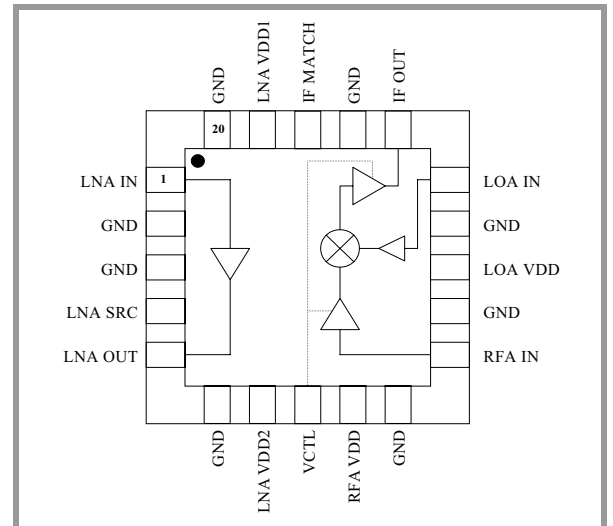 GND
LNA VDD1
IF MATCH
GND
IF OUT
20
1
LNA IN
GND
GND
LNA SRC
LNA OUT
LOA IN
GND
LOA VDD
GND
RFA IN
GND
LNA VDD2
VCTL
RFA VDD
GND